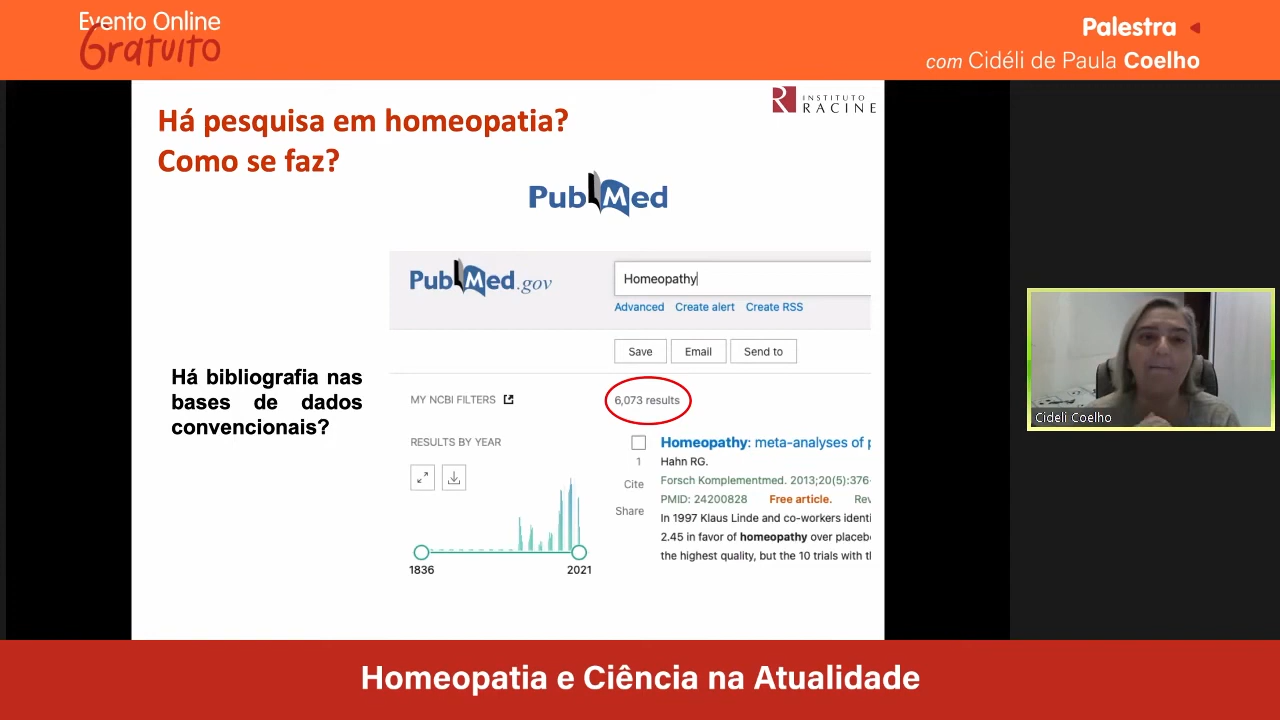 Evento Online
Gratuito
Palestra
com Cidéli de Paula Coelho
INSTITUTO
RACINE
Há pesquisa em homeopatia?
Como se faz?
PubMed
PubMed.gov
Homeopathy
Advanced Create alert Create RSS
Save Email Send to
Há bibliografia nas
bases de dados
convencionais?
MY NCBI FILTERS
6,073 results
RESULTS BY YEAR
1836
2021
1
Cite
Share
Homeopathy: meta-analyses of p
Hahn RG.
Forsch Komplementmed. 2013;20(5):376-
PMID: 24200828 Free article. Rev
In 1997 Klaus Linde and co-workers identi
2.45 in favor of homeopathy over placeb
the highest quality, but the 10 trials with t
Cideli Coelho
Homeopatia e Ciência na Atualidade